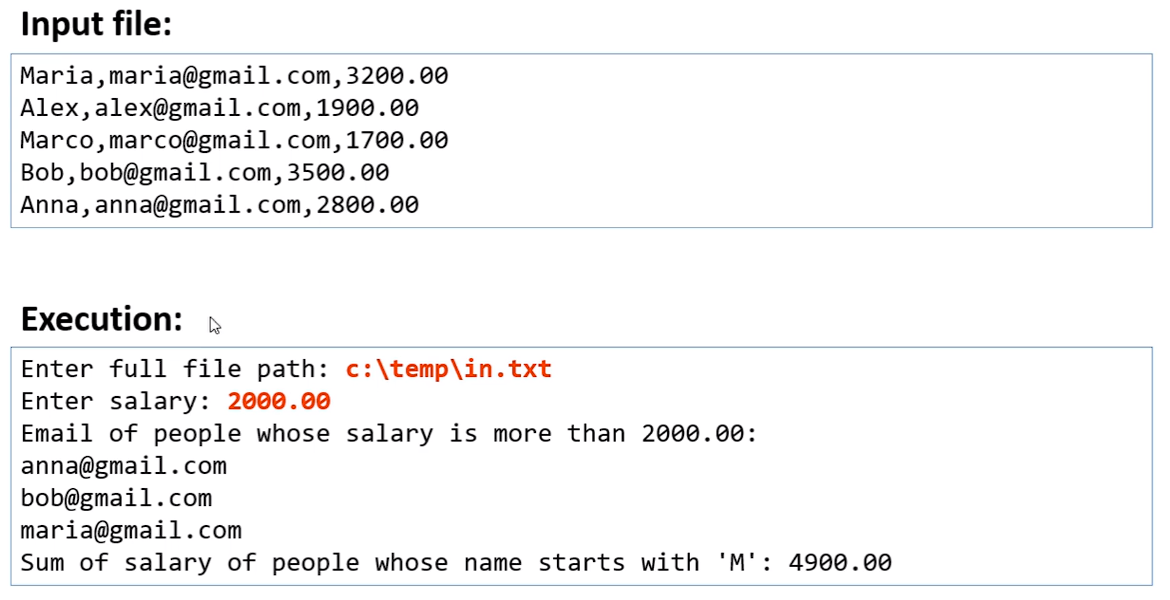 Input file:
Maria,maria@gmail.com,3200.00
Alex,alex@gmail.com,1900.00
Marco,marco@gmail.com,1700.00
Bob,bob@gmail.com,3500.00
Anna,anna@gmail.com,2800.00
Execution:
Enter full file path: c:\temp\in.txt
Enter salary: 2000.00
Email of people whose salary is more than 2000.00:
anna@gmail.com
bob@gmail.com
maria@gmail.com
Sum of salary of people whose name starts with 'M': 4900.00